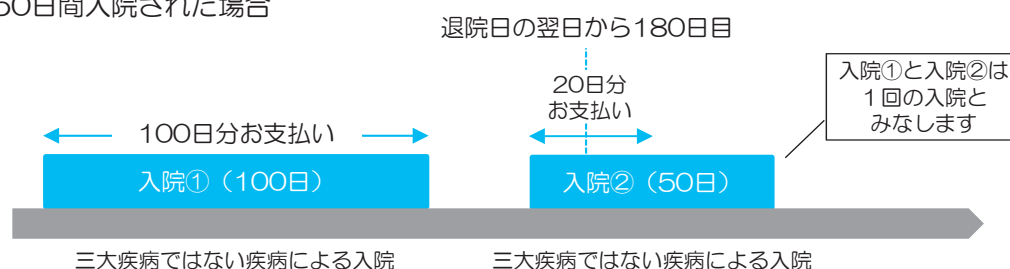 50日間入院された場合
退院日の翌日から180日目
20日分
お支払い
入院①と入院②は
１回の入院と
みなします
100日分お支払い
入院①（100日）
入院②（50日）
三大疾病ではない疾病による入院
三大疾病ではない疾病による入院